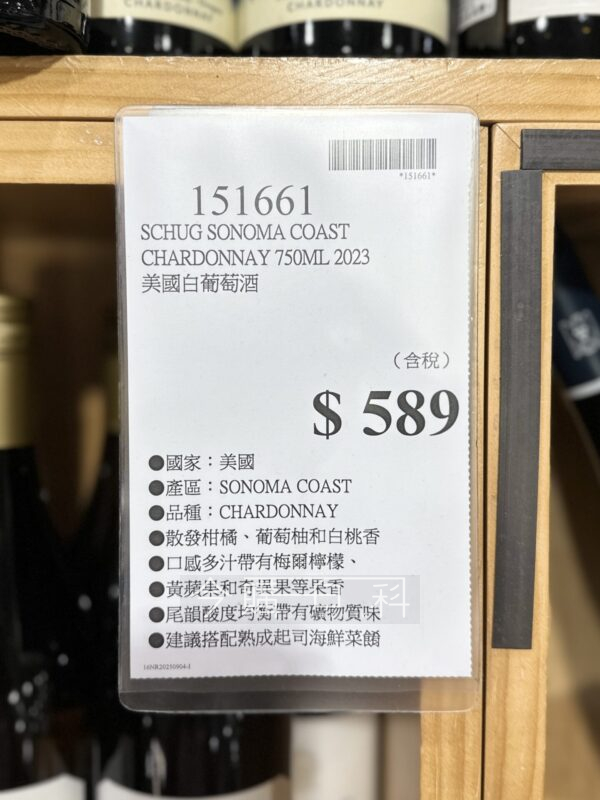 CHARDONNAY
CHARDONNAY
*151661*
151661
SCHUG SONOMA COAST
CHARDONNAY 750ML 2023
美國白葡萄酒
（含稅）
$ 589
●國家：美國
●產區：SONOMA COAST
●品種：CHARDONNAY
●散發柑橘、葡萄柚和白桃香
●口感多汁帶有梅爾檸檬、
●黃蘋果和奇異果等果香
●尾韻酸度均衡帶有礦物質味
●建議搭配熟成起司海鮮菜餚
16NR20250904-I